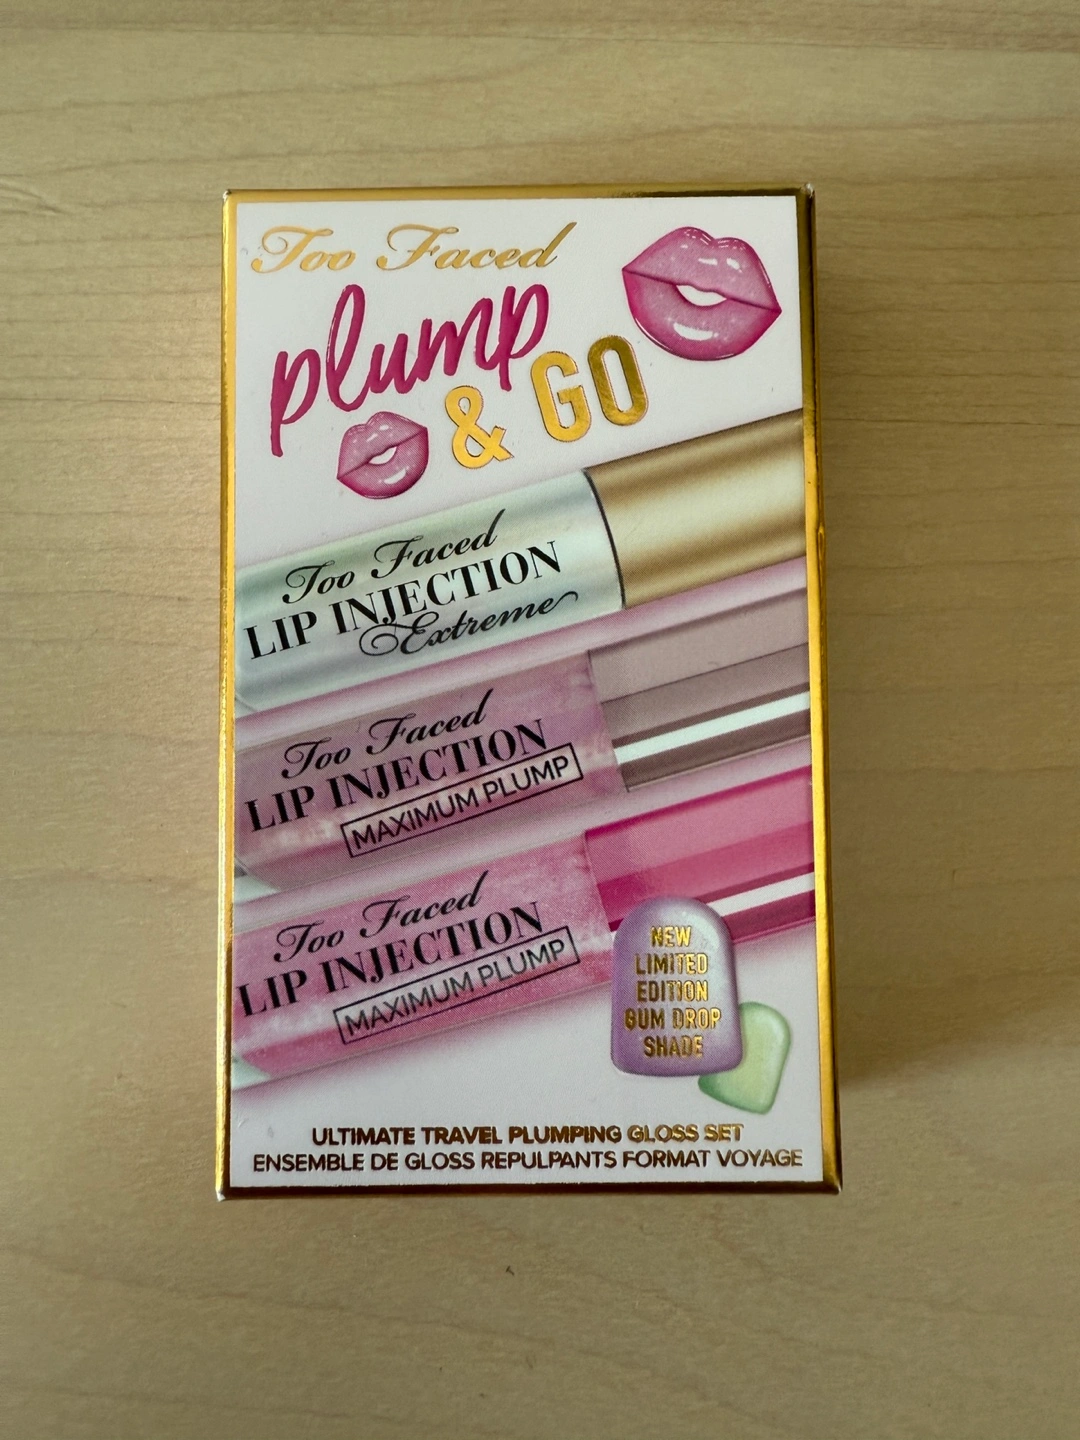 Too Faced
plump
& GO
Too Faced
LIP INJECTION
Extreme
Too Faced
LIP INJECTION
MAXIMUM PLUMP
Too Faced
LIP INJECTION
MAXIMUM PLUMP
NEW
LIMITED
EDITION
GUM DROP
SHADE
ULTIMATE TRAVEL PLUMPING GLOSS SET
ENSEMBLE DE GLOSS REPULPANTS FORMAT VOYAGE